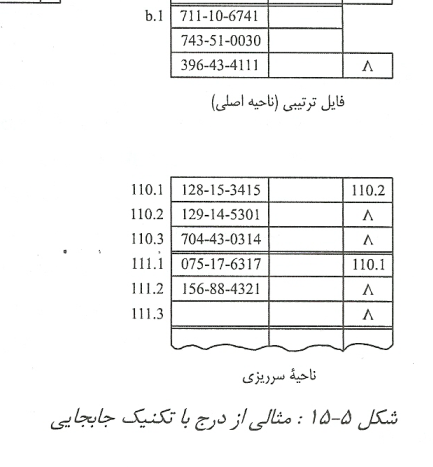 b.1 711-10-6741
743-51-0030
396-43-4111 Λ
فایل ترتیبی (ناحیه اصلی)
110.1 128-15-3415 110.2
110.2 129-14-5301 Λ
110.3 704-43-0314 Λ
111.1 075-17-6317 110.1
111.2 156-88-4321 Λ
111.3 Λ
ناحیهٔ سرریزی
شکل ۵-۱۵ : مثالی از درج با تکنیک جابجایی